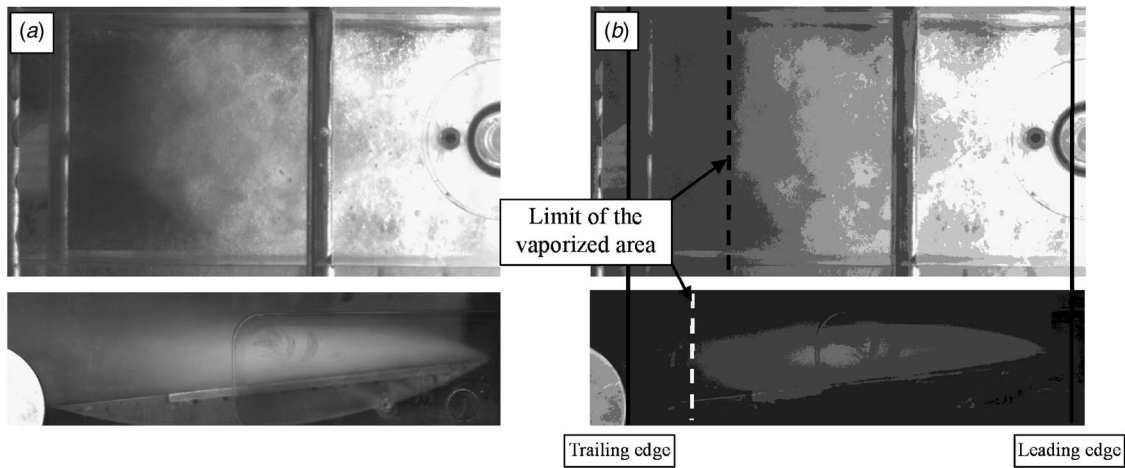 (a)
(b)
Limit of the
vaporized area
Trailing edge
Leading edge